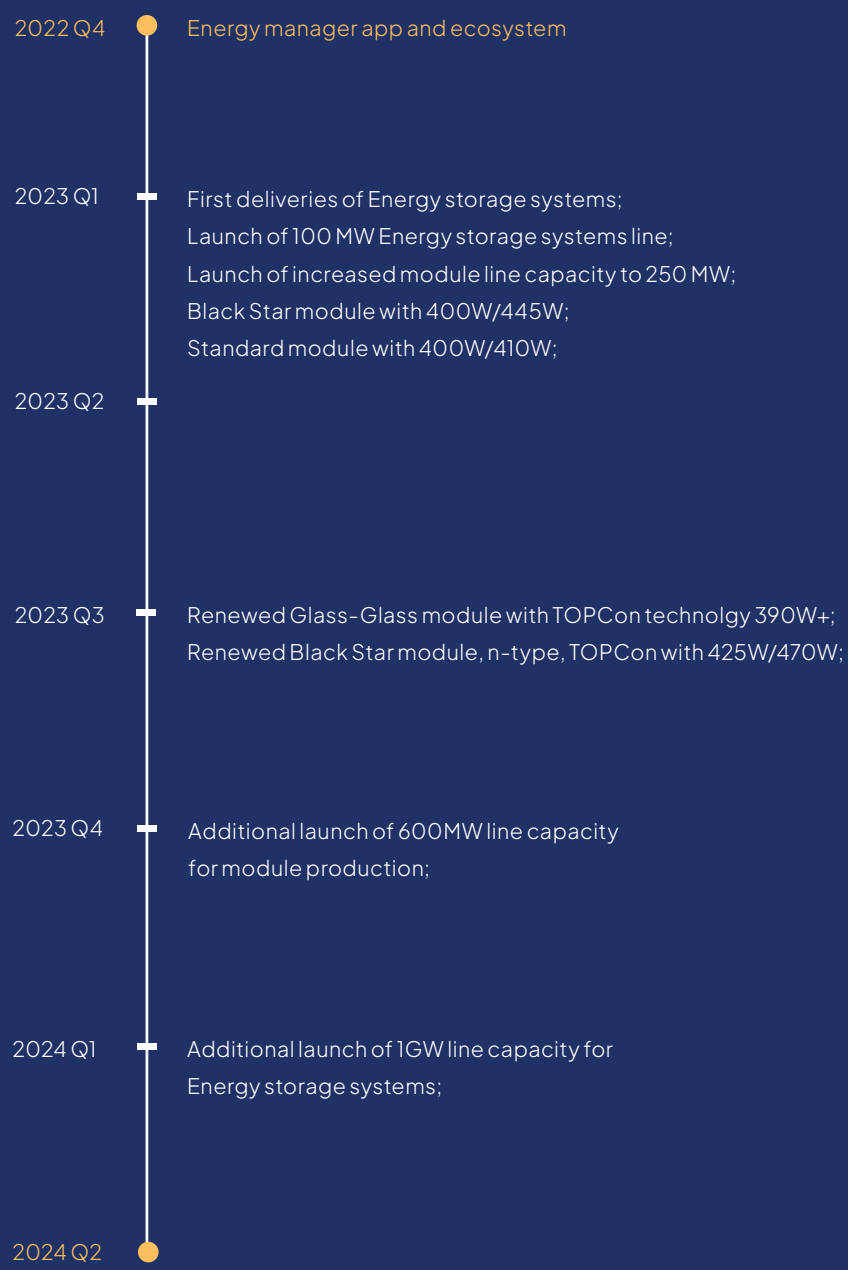 2022 Q4 Energy manager app and ecosystem
2023 Q1 First deliveries of Energy storage systems;
Launch of 100 MW Energy storage systems line;
Launch of increased module line capacity to 250 MW;
Black Star module with 400W/445W;
Standard module with 400W/410W;
2023 Q2
2023 Q3 Renewed Glass-Glass module with TOPCon technolgy 390W+;
Renewed Black Star module, n-type, TOPCon with 425W/470W;
2023 Q4 Additional launch of 600MW line capacity
for module production;
2024 Q1 Additional launch of 1GW line capacity for
Energy storage systems;
2024 Q2